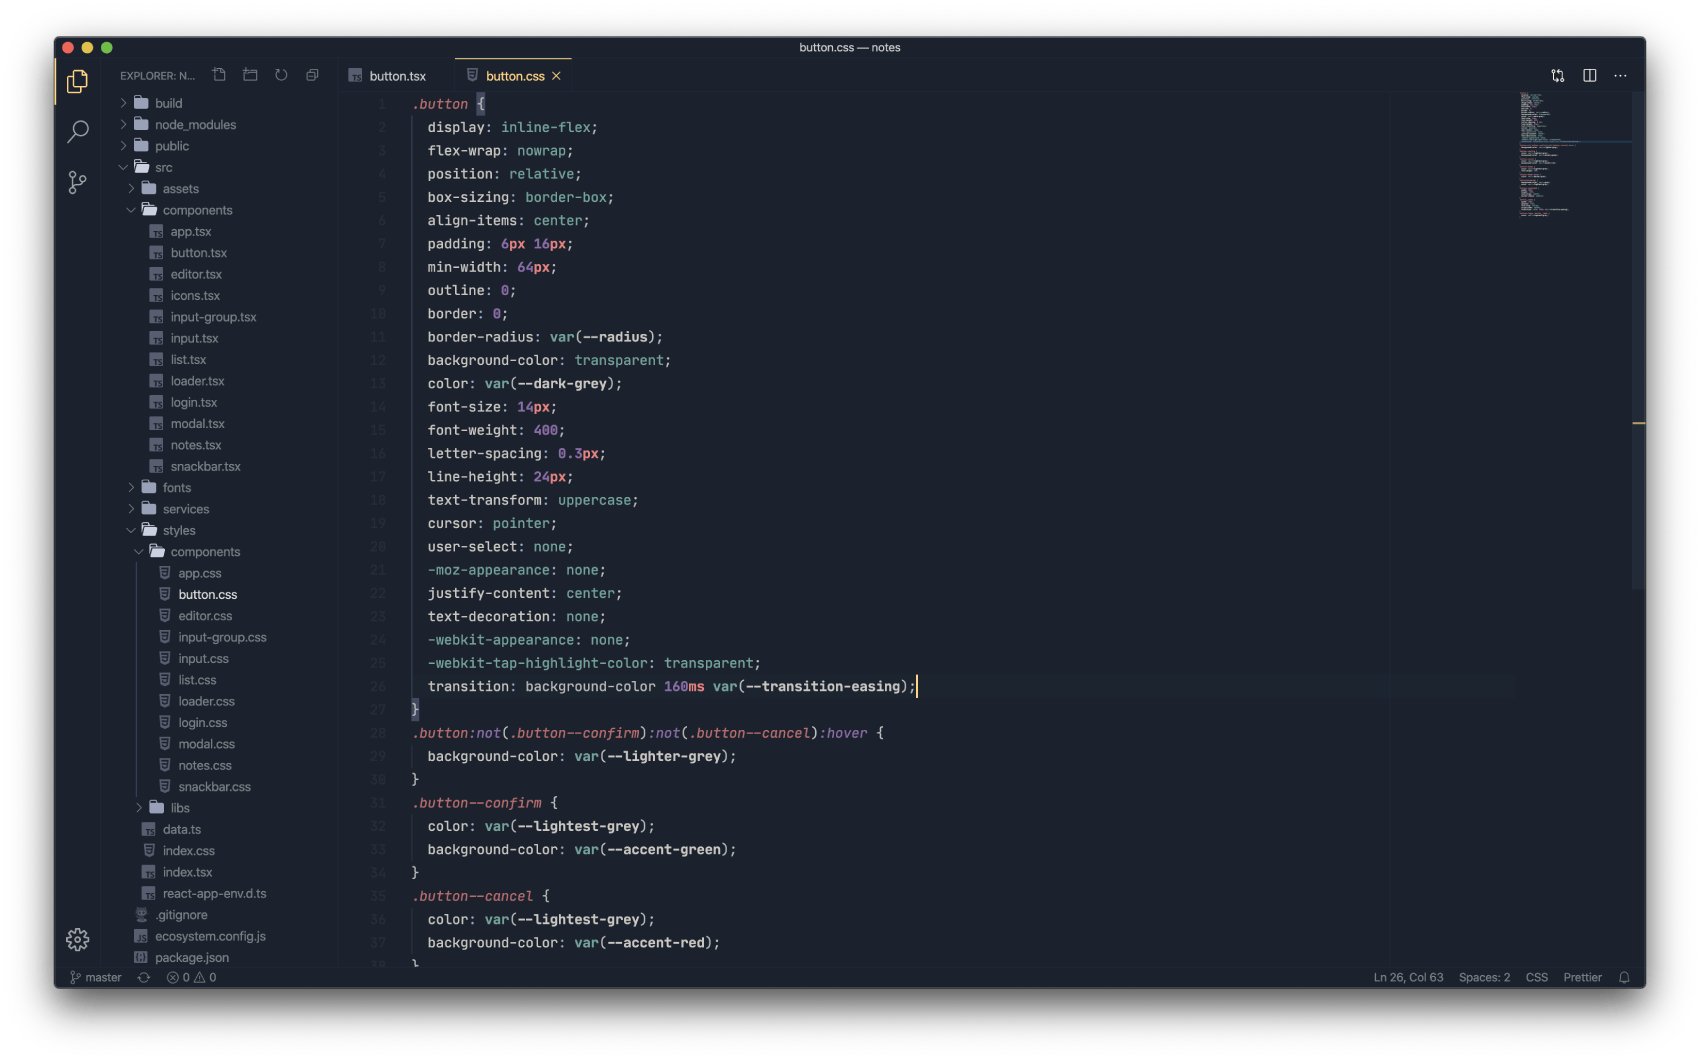 button.css — notes
EXPLORER: N...
button.tsx
button.css
build
node_modules
public
src
assets
components
app.tsx
button.tsx
editor.tsx
icons.tsx
input-group.tsx
input.tsx
list.tsx
loader.tsx
login.tsx
modal.tsx
notes.tsx
snackbar.tsx
fonts
services
styles
components
app.css
button.css
editor.css
input-group.css
input.css
list.css
loader.css
login.css
modal.css
notes.css
snackbar.css
libs
data.ts
index.css
index.tsx
react-app-env.d.ts
.gitignore
ecosystem.config.js
package.json
1 .button {
2 display: inline-flex;
3 flex-wrap: nowrap;
4 position: relative;
5 box-sizing: border-box;
6 align-items: center;
7 padding: 6px 16px;
8 min-width: 64px;
9 outline: 0;
10 border: 0;
11 border-radius: var(--radius);
12 background-color: transparent;
13 color: var(--dark-grey);
14 font-size: 14px;
15 font-weight: 400;
16 letter-spacing: 0.3px;
17 line-height: 24px;
18 text-transform: uppercase;
19 cursor: pointer;
20 user-select: none;
21 -moz-appearance: none;
22 justify-content: center;
23 text-decoration: none;
24 -webkit-appearance: none;
25 -webkit-tap-highlight-color: transparent;
26 transition: background-color 160ms var(--transition-easing);
27 }
28 .button:not(.button--confirm):not(.button--cancel):hover {
29 background-color: var(--lighter-grey);
30 }
31 .button--confirm {
32 color: var(--lightest-grey);
33 background-color: var(--accent-green);
34 }
35 .button--cancel {
36 color: var(--lightest-grey);
37 background-color: var(--accent-red);
38 }
master 0 0
Ln 26, Col 63 Spaces: 2 CSS Prettier